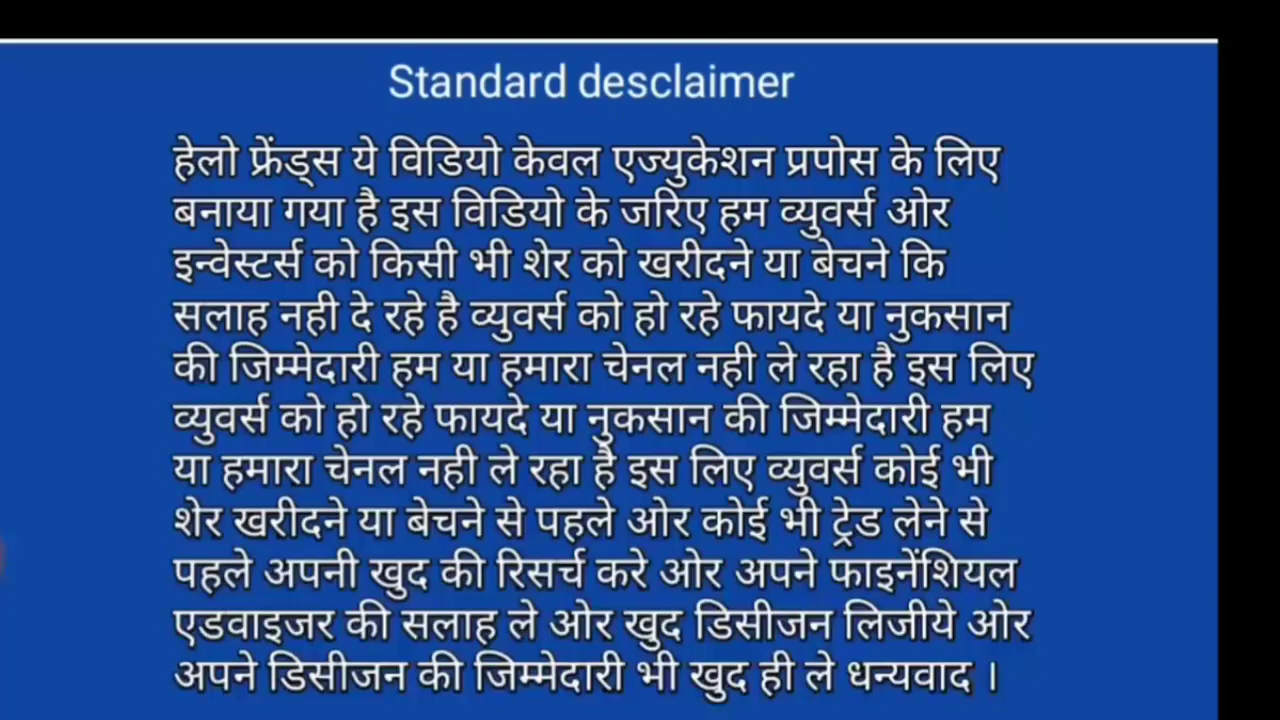 Standard desclaimer
हेलो फ्रेंड्स ये विडियो केवल एज्युकेशन प्रपोस के लिए
बनाया गया है इस विडियो के जरिए हम व्युवर्स ओर
इन्वेस्टर्स को किसी भी शेर को खरीदने या बेचने कि
सलाह नही दे रहे है व्युवर्स को हो रहे फायदे या नुकसान
की जिम्मेदारी हम या हमारा चेनल नही ले रहा है इस लिए
व्युवर्स को हो रहे फायदे या नुकसान की जिम्मेदारी हम
या हमारा चेनल नही ले रहा है इस लिए व्युवर्स कोई भी
शेर खरीदने या बेचने से पहले ओर कोई भी ट्रेड लेने से
पहले अपनी खुद की रिसर्च करे ओर अपने फाइनेंशियल
एडवाइजर की सलाह ले ओर खुद डिसीजन लिजीये ओर
अपने डिसीजन की जिम्मेदारी भी खुद ही ले धन्यवाद ।